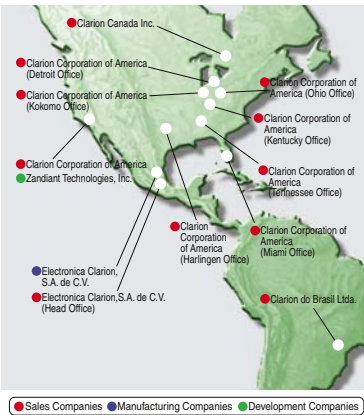 Clarion Canada Inc.
Clarion Corporation of America
(Detroit Office)
Clarion Corporation of America
(Kokomo Office)
Clarion Corporation of
America (Ohio Office)
Clarion Corporation of
America
(Kentucky Office)
Clarion Corporation of America
Zandiant Technologies, Inc.
Clarion Corporation of
America
(Tennessee Office)
Clarion
Corporation
of America
(Harlingen Office)
Clarion Corporation of
America
(Miami Office)
Electronica Clarion,
S.A. de C.V.
Electronica Clarion,S.A. de C.V.
(Head Office)
Clarion do Brasil Ltda.
Sales Companies Manufacturing Companies Development Companies